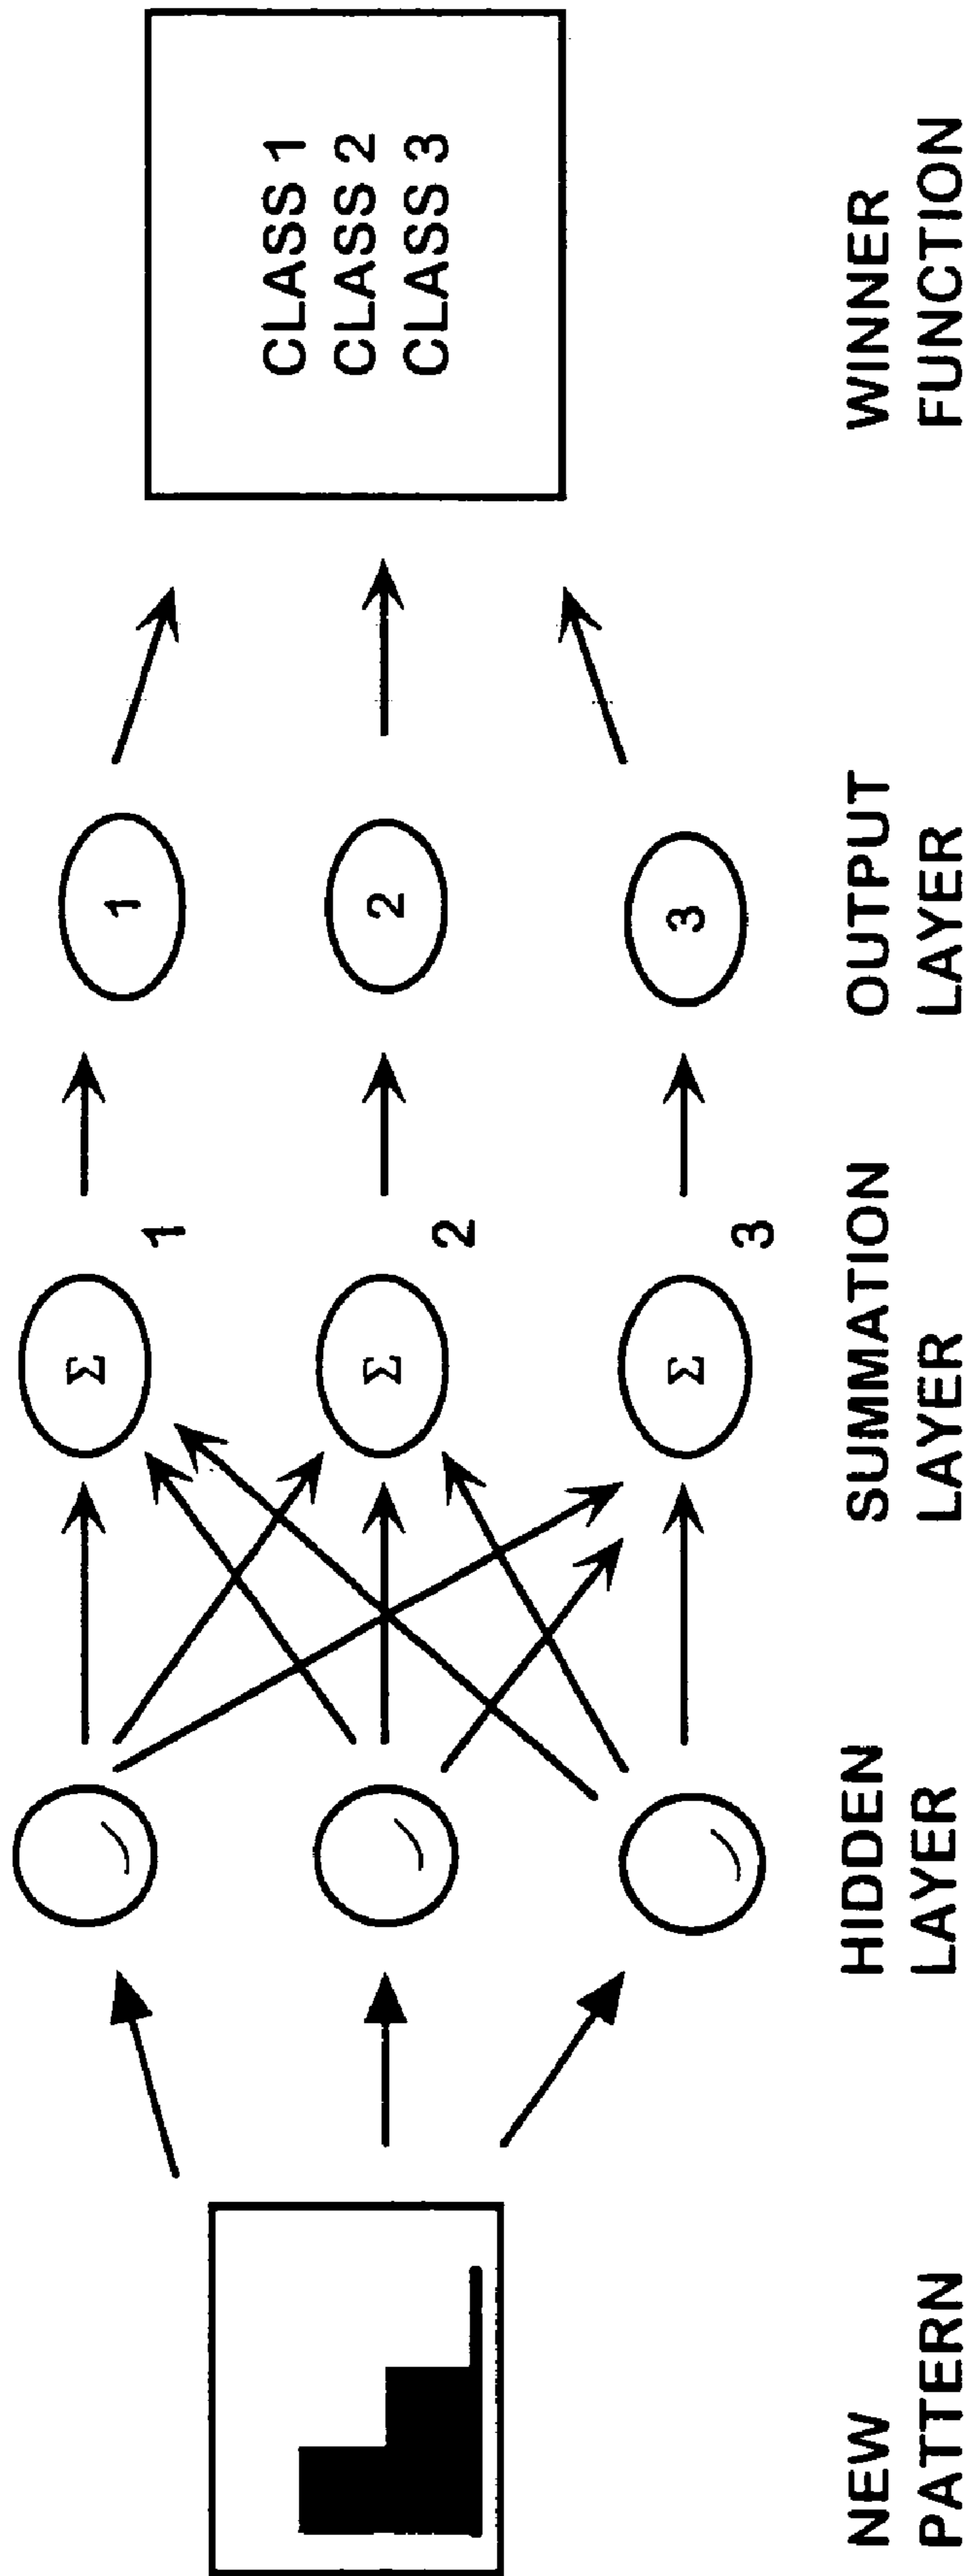 Σ
Σ
Σ
1
2
3
1
2
3
CLASS 1
CLASS 2
CLASS 3
NEW
PATTERN
HIDDEN
LAYER
SUMMATION
LAYER
OUTPUT
LAYER
WINNER
FUNCTION